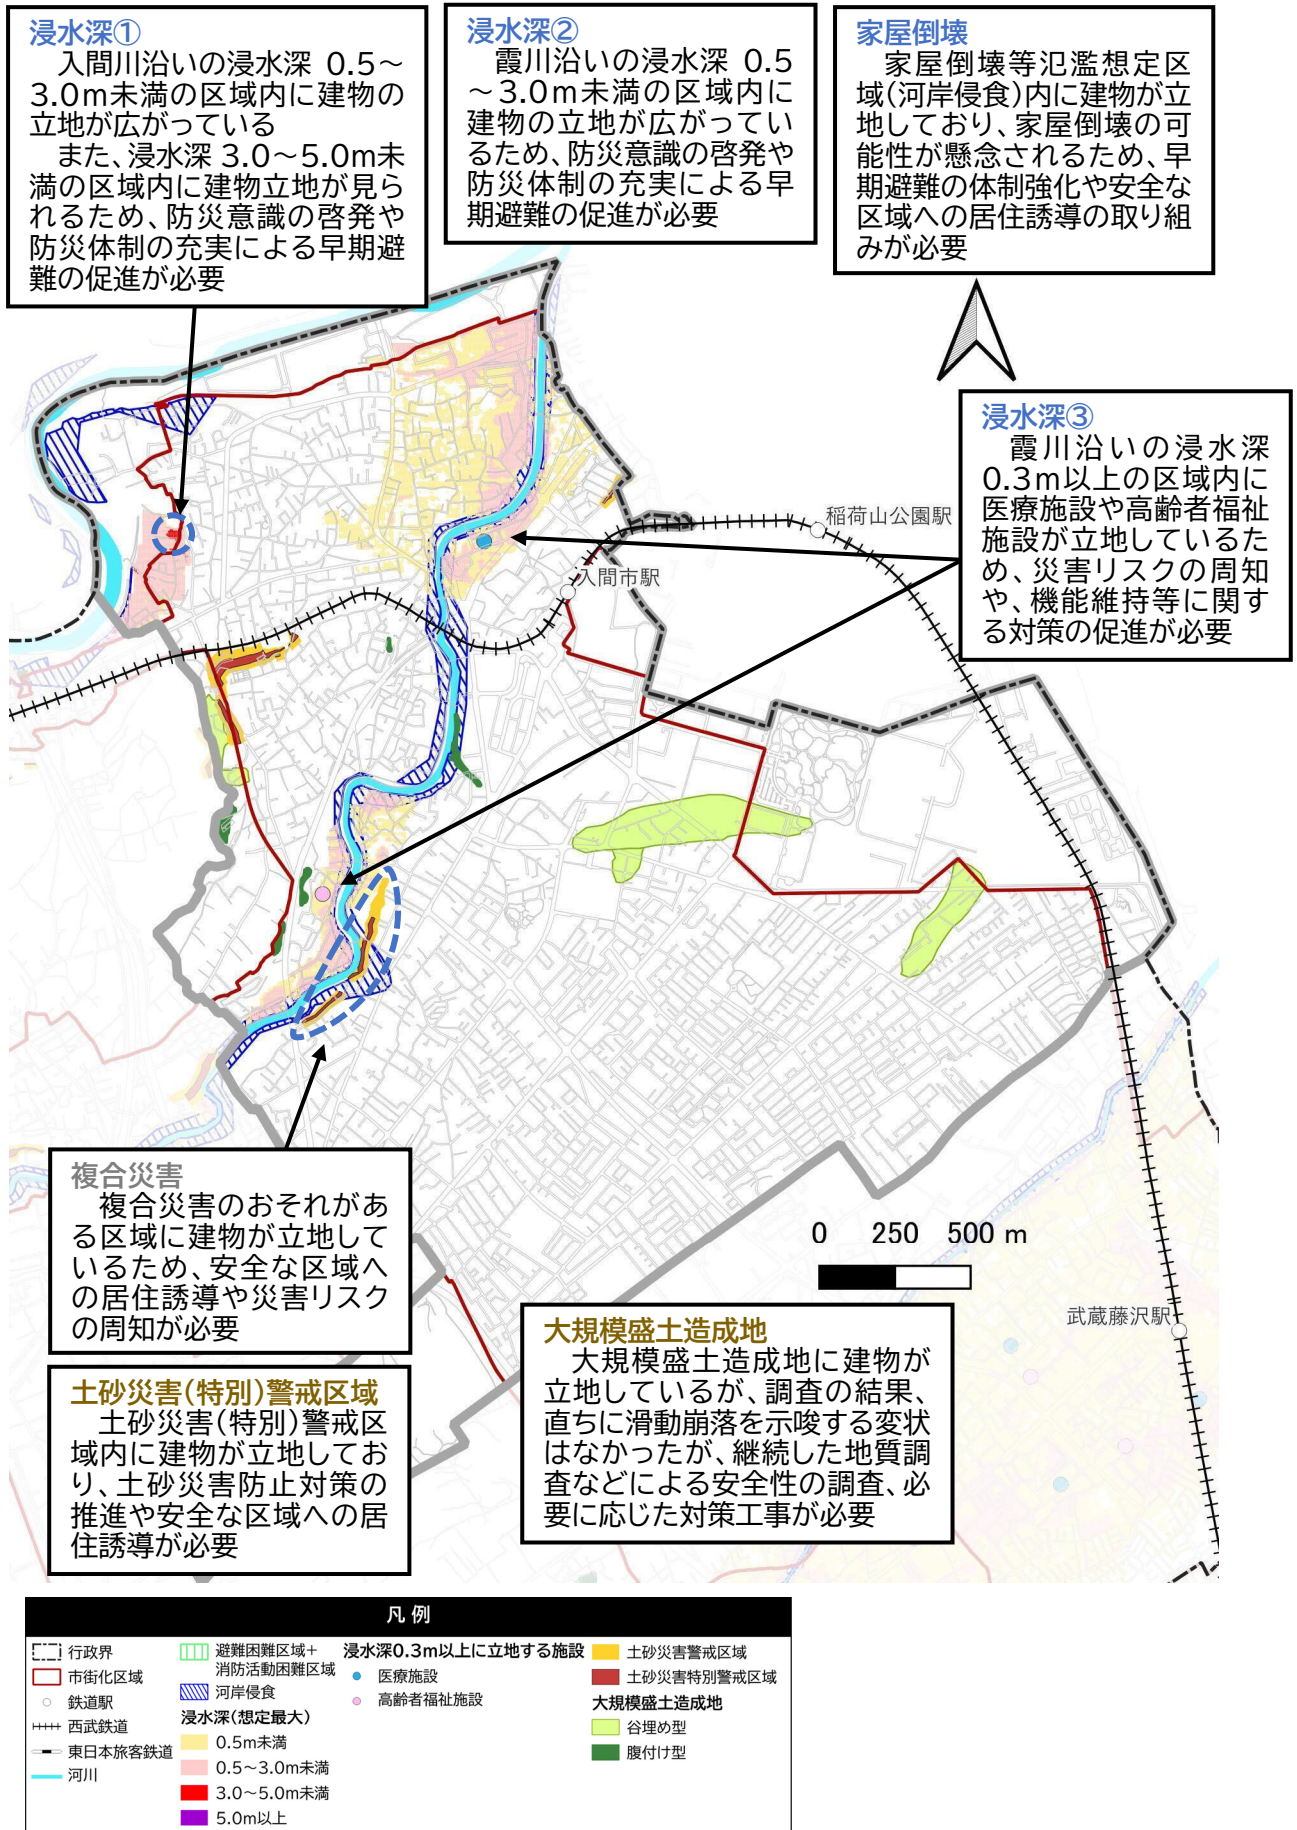 浸水深①
入間川沿いの浸水深 0.5～
3.0m未満の区域内に建物の
立地が広がっている
また、浸水深 3.0～5.0m未
満の区域内に建物立地が見ら
れるため、防災意識の啓発や
防災体制の充実による早期避
難の促進が必要
浸水深②
霞川沿いの浸水深 0.5
～3.0m未満の区域内に
建物の立地が広がってい
るため、防災意識の啓発や
防災体制の充実による早
期避難の促進が必要
家屋倒壊
家屋倒壊等氾濫想定区
域(河岸侵食)内に建物が立
地しており、家屋倒壊の可
能性が懸念されるため、早
期避難の体制強化や安全な
区域への居住誘導の取り組
みが必要
浸水深③
霞川沿いの浸水深
0.3m以上の区域内に
医療施設や高齢者福祉
施設が立地しているた
め、災害リスクの周知
や、機能維持等に関す
る対策の促進が必要
稲荷山公園駅
入間市駅
複合災害
複合災害のおそれがあ
る区域に建物が立地して
いるため、安全な区域へ
の居住誘導や災害リスク
の周知が必要
0 250 500 m
武蔵藤沢駅
土砂災害(特別)警戒区域
土砂災害(特別)警戒区
域内に建物が立地してお
り、土砂災害防止対策の
推進や安全な区域への居
住誘導が必要
大規模盛土造成地
大規模盛土造成地に建物が
立地しているが、調査の結果、
直ちに滑動崩落を示唆する変状
はなかったが、継続した地質調
査などによる安全性の調査、必
要に応じた対策工事が必要
凡 例
行政界
市街化区域
鉄道駅
西武鉄道
東日本旅客鉄道
河川
避難困難区域＋
消防活動困難区域
河岸侵食
浸水深(想定最大)
0.5m未満
0.5～3.0m未満
3.0～5.0m未満
5.0m以上
浸水深0.3m以上に立地する施設
医療施設
高齢者福祉施設
土砂災害警戒区域
土砂災害特別警戒区域
大規模盛土造成地
谷埋め型
腹付け型